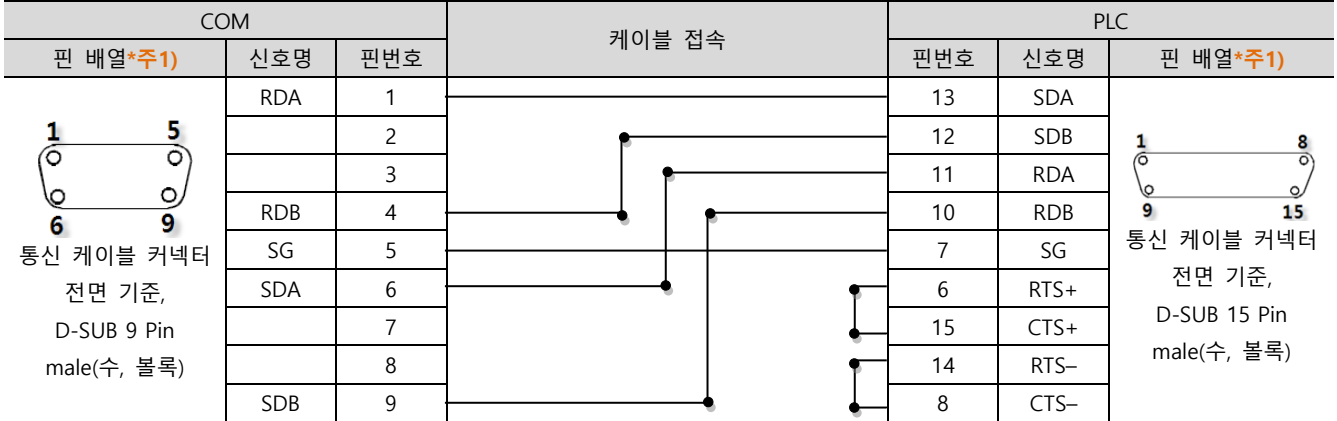 COM 케이블 접속 PLC
핀 배열*주1) 신호명 핀번호 핀번호 신호명 핀 배열*주1)
RDA 1 13 SDA
2 12 SDB
3 11 RDA
RDB 4 10 RDB
SG 5 7 SG
SDA 6 6 RTS+
7 15 CTS+
8 14 RTS–
SDB 9 8 CTS–
1 5
6 9
통신 케이블 커넥터
전면 기준,
D-SUB 9 Pin
male(수, 볼록)
1 8
9 15
통신 케이블 커넥터
전면 기준,
D-SUB 15 Pin
male(수, 볼록)